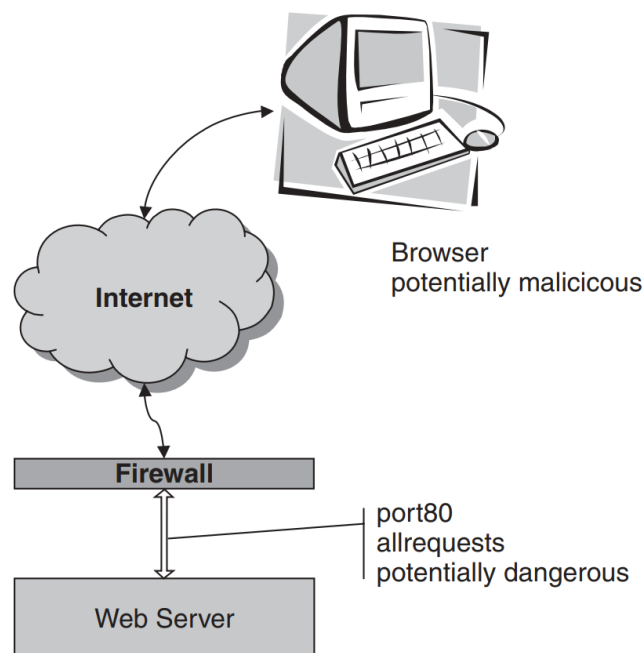 Browser
potentially malicicous
Internet
Firewall
port80
allrequests
potentially dangerous
Web Server